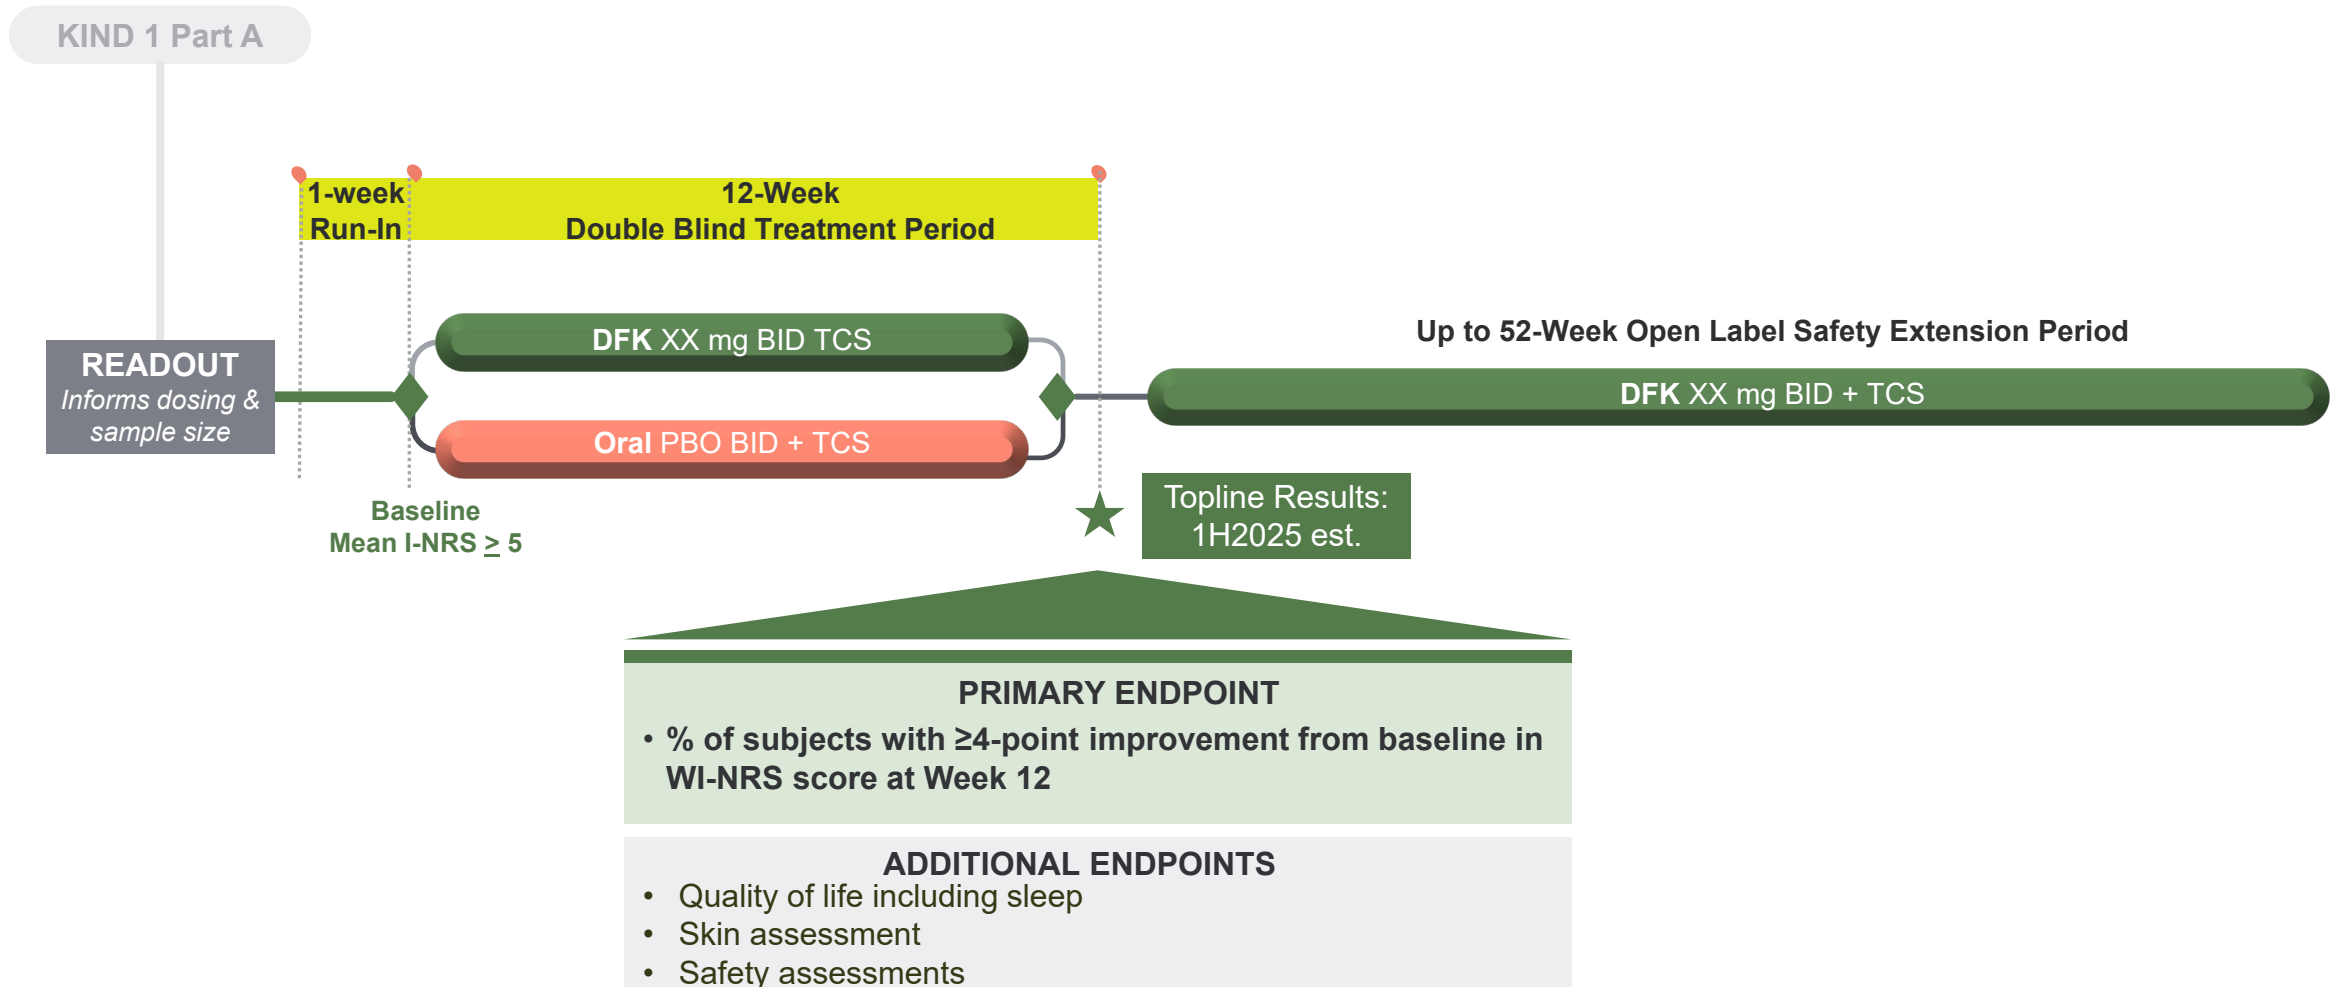 KIND 1 Part A
1-week
Run-In
12-Week
Double Blind Treatment Period
READOUT
Informs dosing &
sample size
DFK XX mg BID TCS
Oral PBO BID + TCS
Up to 52-Week Open Label Safety Extension Period
DFK XX mg BID + TCS
Baseline
Mean I-NRS ≥ 5
Topline Results:
1H2025 est.
PRIMARY ENDPOINT
• % of subjects with ≥4-point improvement from baseline in
WI-NRS score at Week 12
ADDITIONAL ENDPOINTS
• Quality of life including sleep
• Skin assessment
• Safety assessments